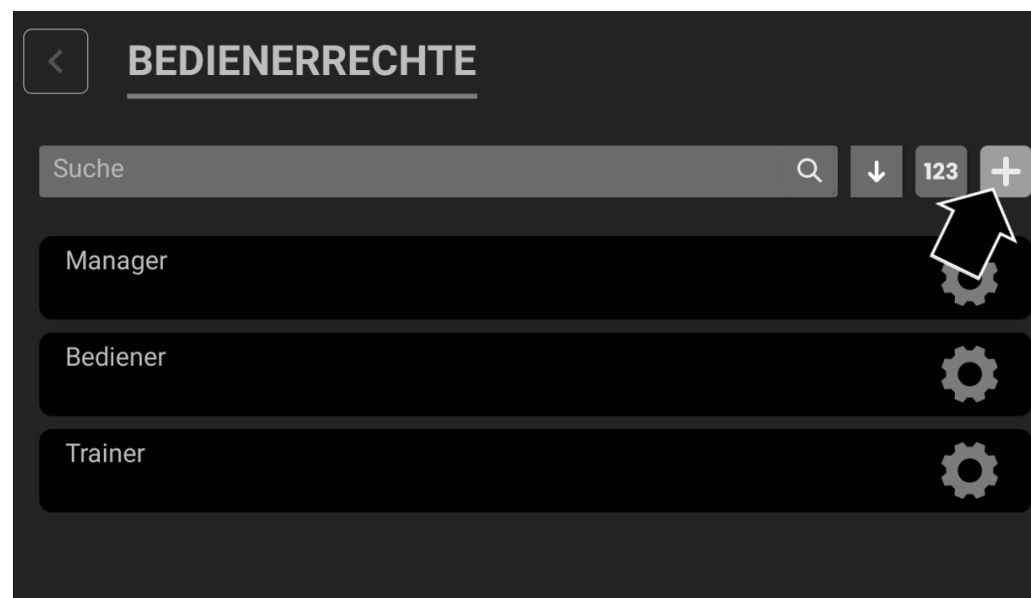 BEDIENERRECHTE
Suche 123
Manager
Bediener
Trainer